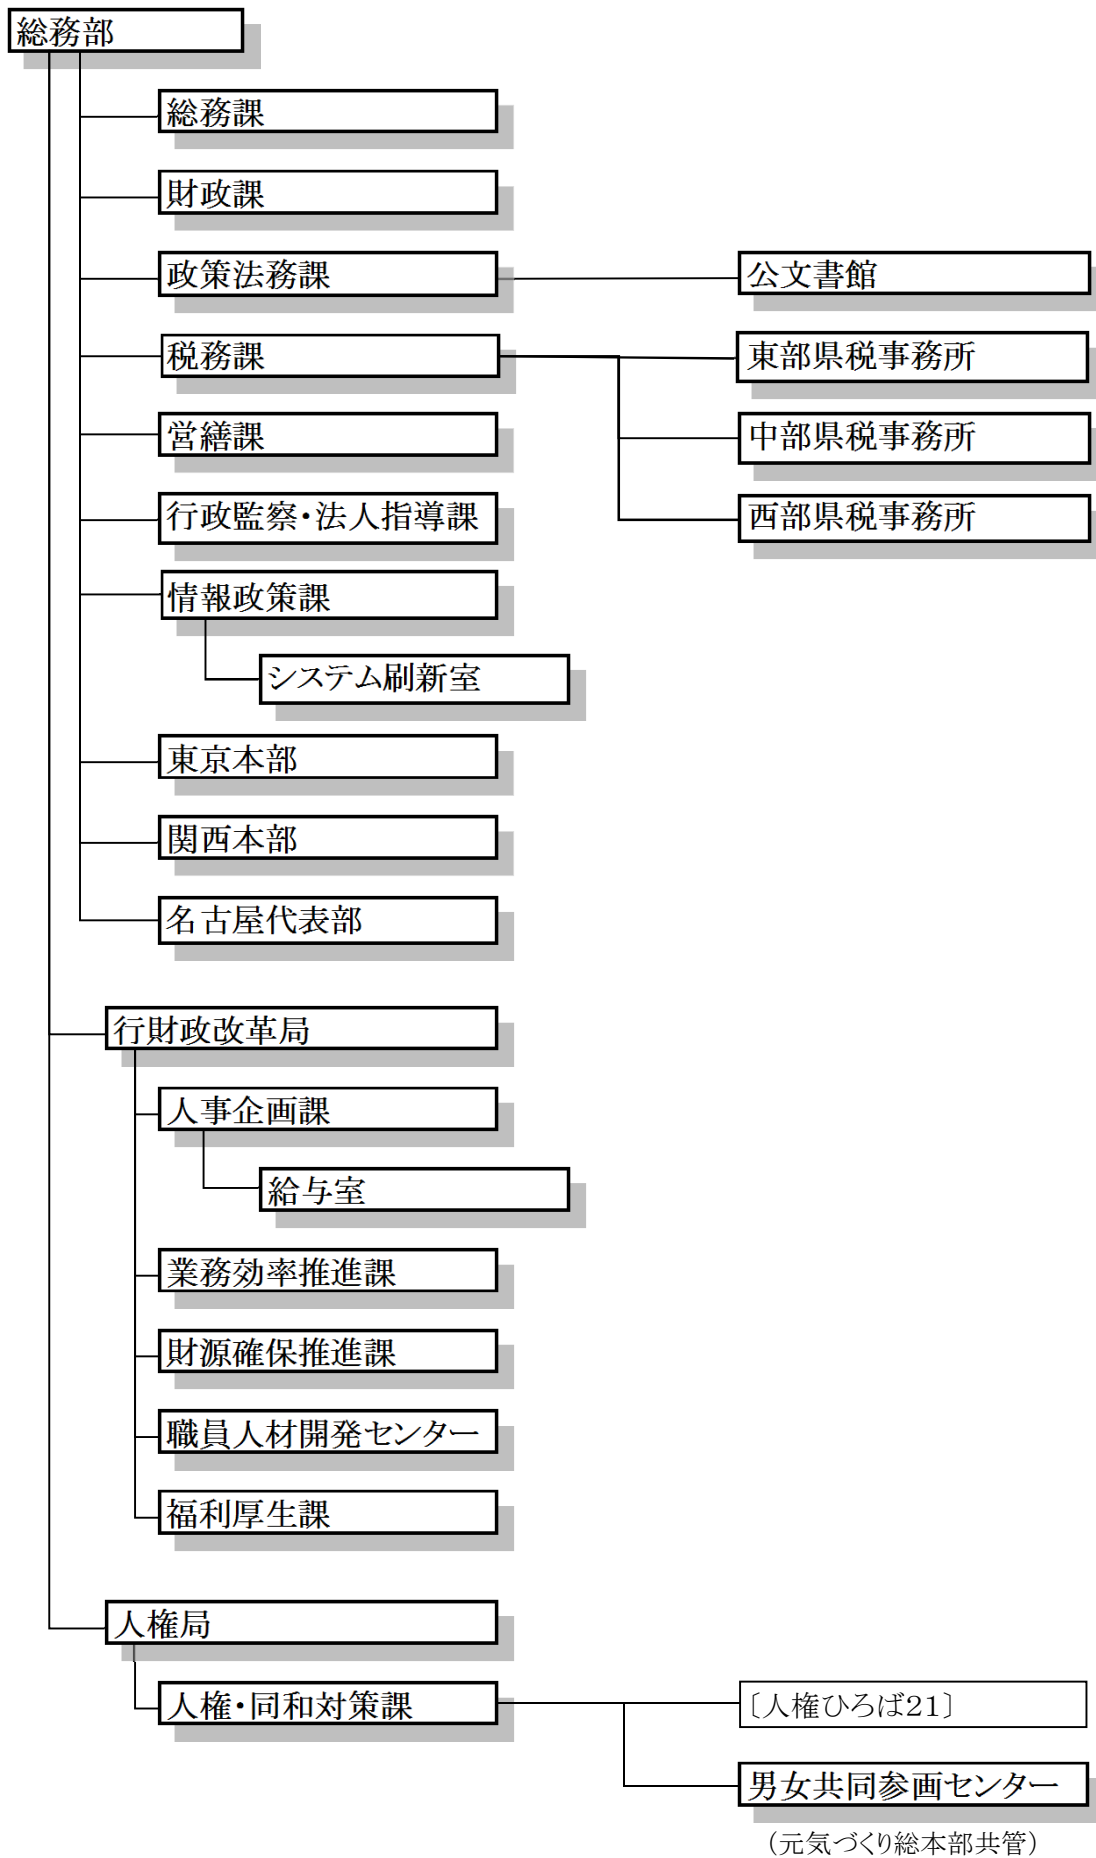 総務部
総務課
財政課
政策法務課
公文書館
税務課
東部県税事務所
営繕課
中部県税事務所
行政監察・法人指導課
西部県税事務所
情報政策課
システム刷新室
東京本部
関西本部
名古屋代表部
行財政改革局
人事企画課
給与室
業務効率推進課
財源確保推進課
職員人材開発センター
福利厚生課
人権局
人権・同和対策課
〔人権ひろば21〕
男女共同参画センター
（元気づくり総本部共管）